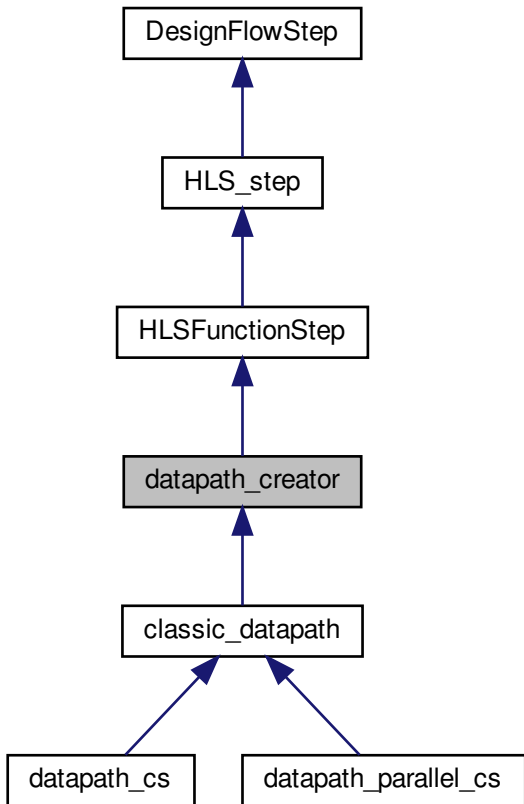 DesignFlowStep
HLS_step
HLSFunctionStep
datapath_creator
classic_datapath
datapath_cs
datapath_parallel_cs